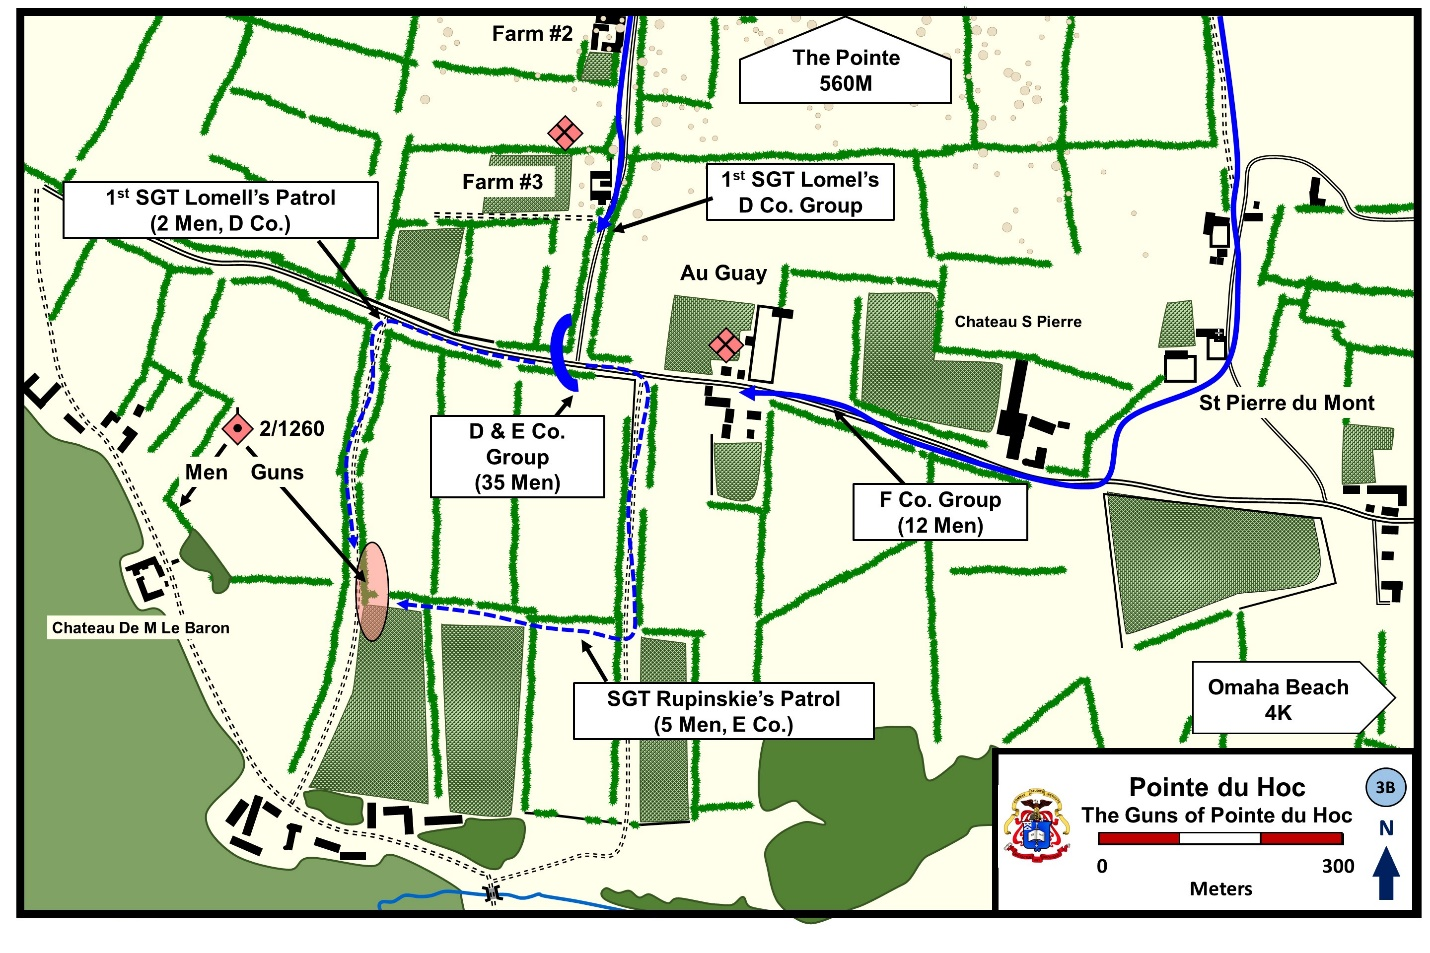 Farm #2
The Pointe
560M
Farm #3
1st SGT Lomell's Patrol
(2 Men, D Co.)
1st SGT Lomel's
D Co. Group
Au Guay
Chateau S Pierre
St Pierre du Mont
2/1260
Men Guns
D & E Co.
Group
(35 Men)
F Co. Group
(12 Men)
Chateau De M Le Baron
SGT Rupinskie's Patrol
(5 Men, E Co.)
Omaha Beach
4K
Pointe du Hoc
The Guns of Pointe du Hoc
0 300
Meters
3B
N